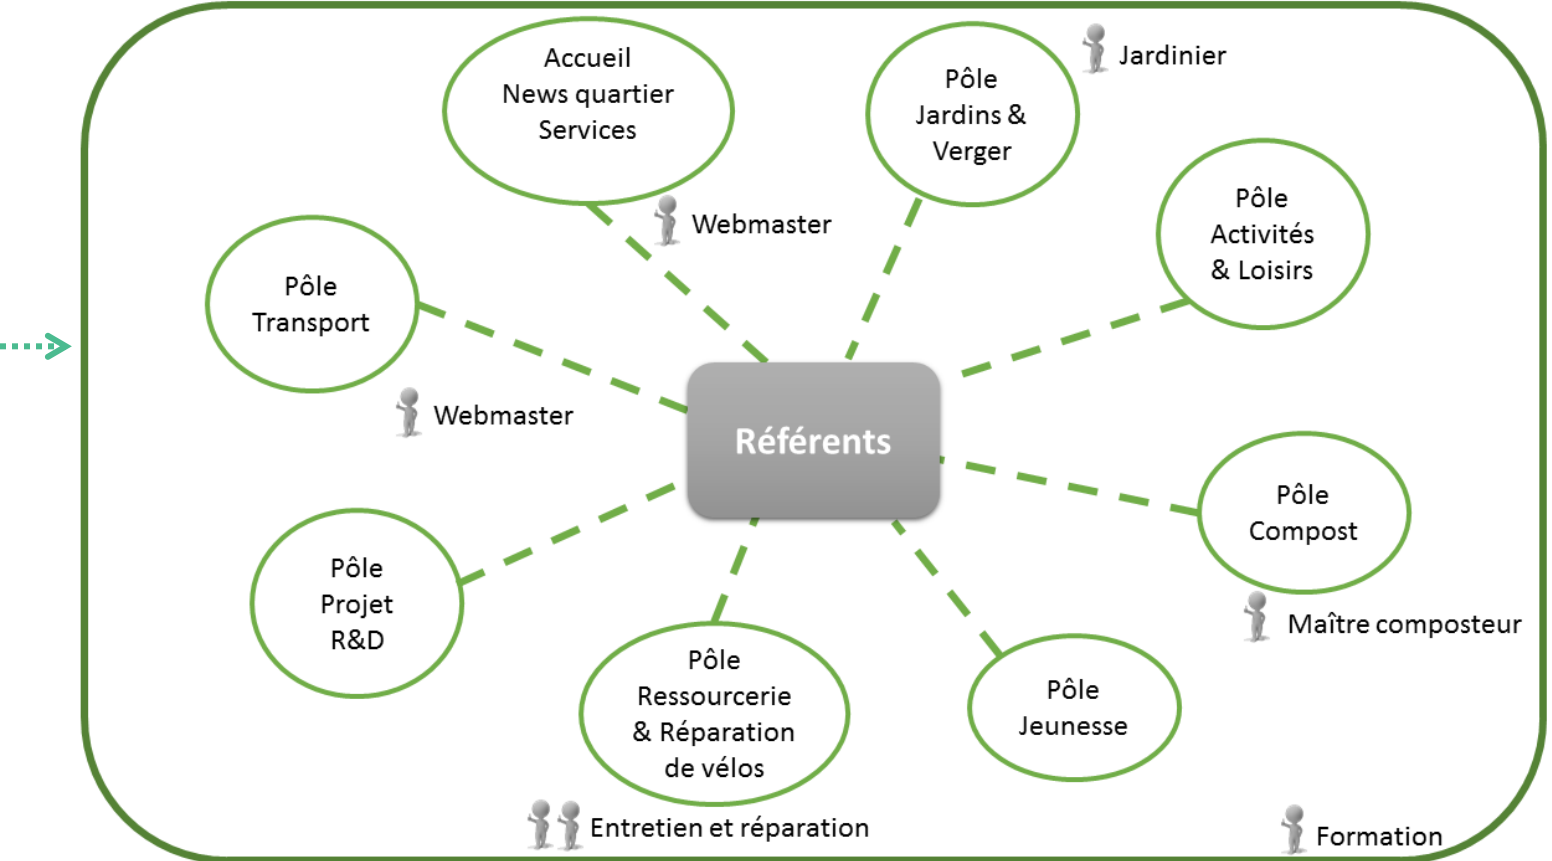 Accueil
News quartier
Services
Pôle
Jardins &
Verger
Jardinier
Pôle
Activités
& Loisirs
Webmaster
Pôle
Transport
Webmaster
Référents
Pôle
Compost
Maître composteur
Pôle
Projet
R&D
Pôle
Ressourcerie
& Réparation
de vélos
Entretien et réparation
Pôle
Jeunesse
Formation